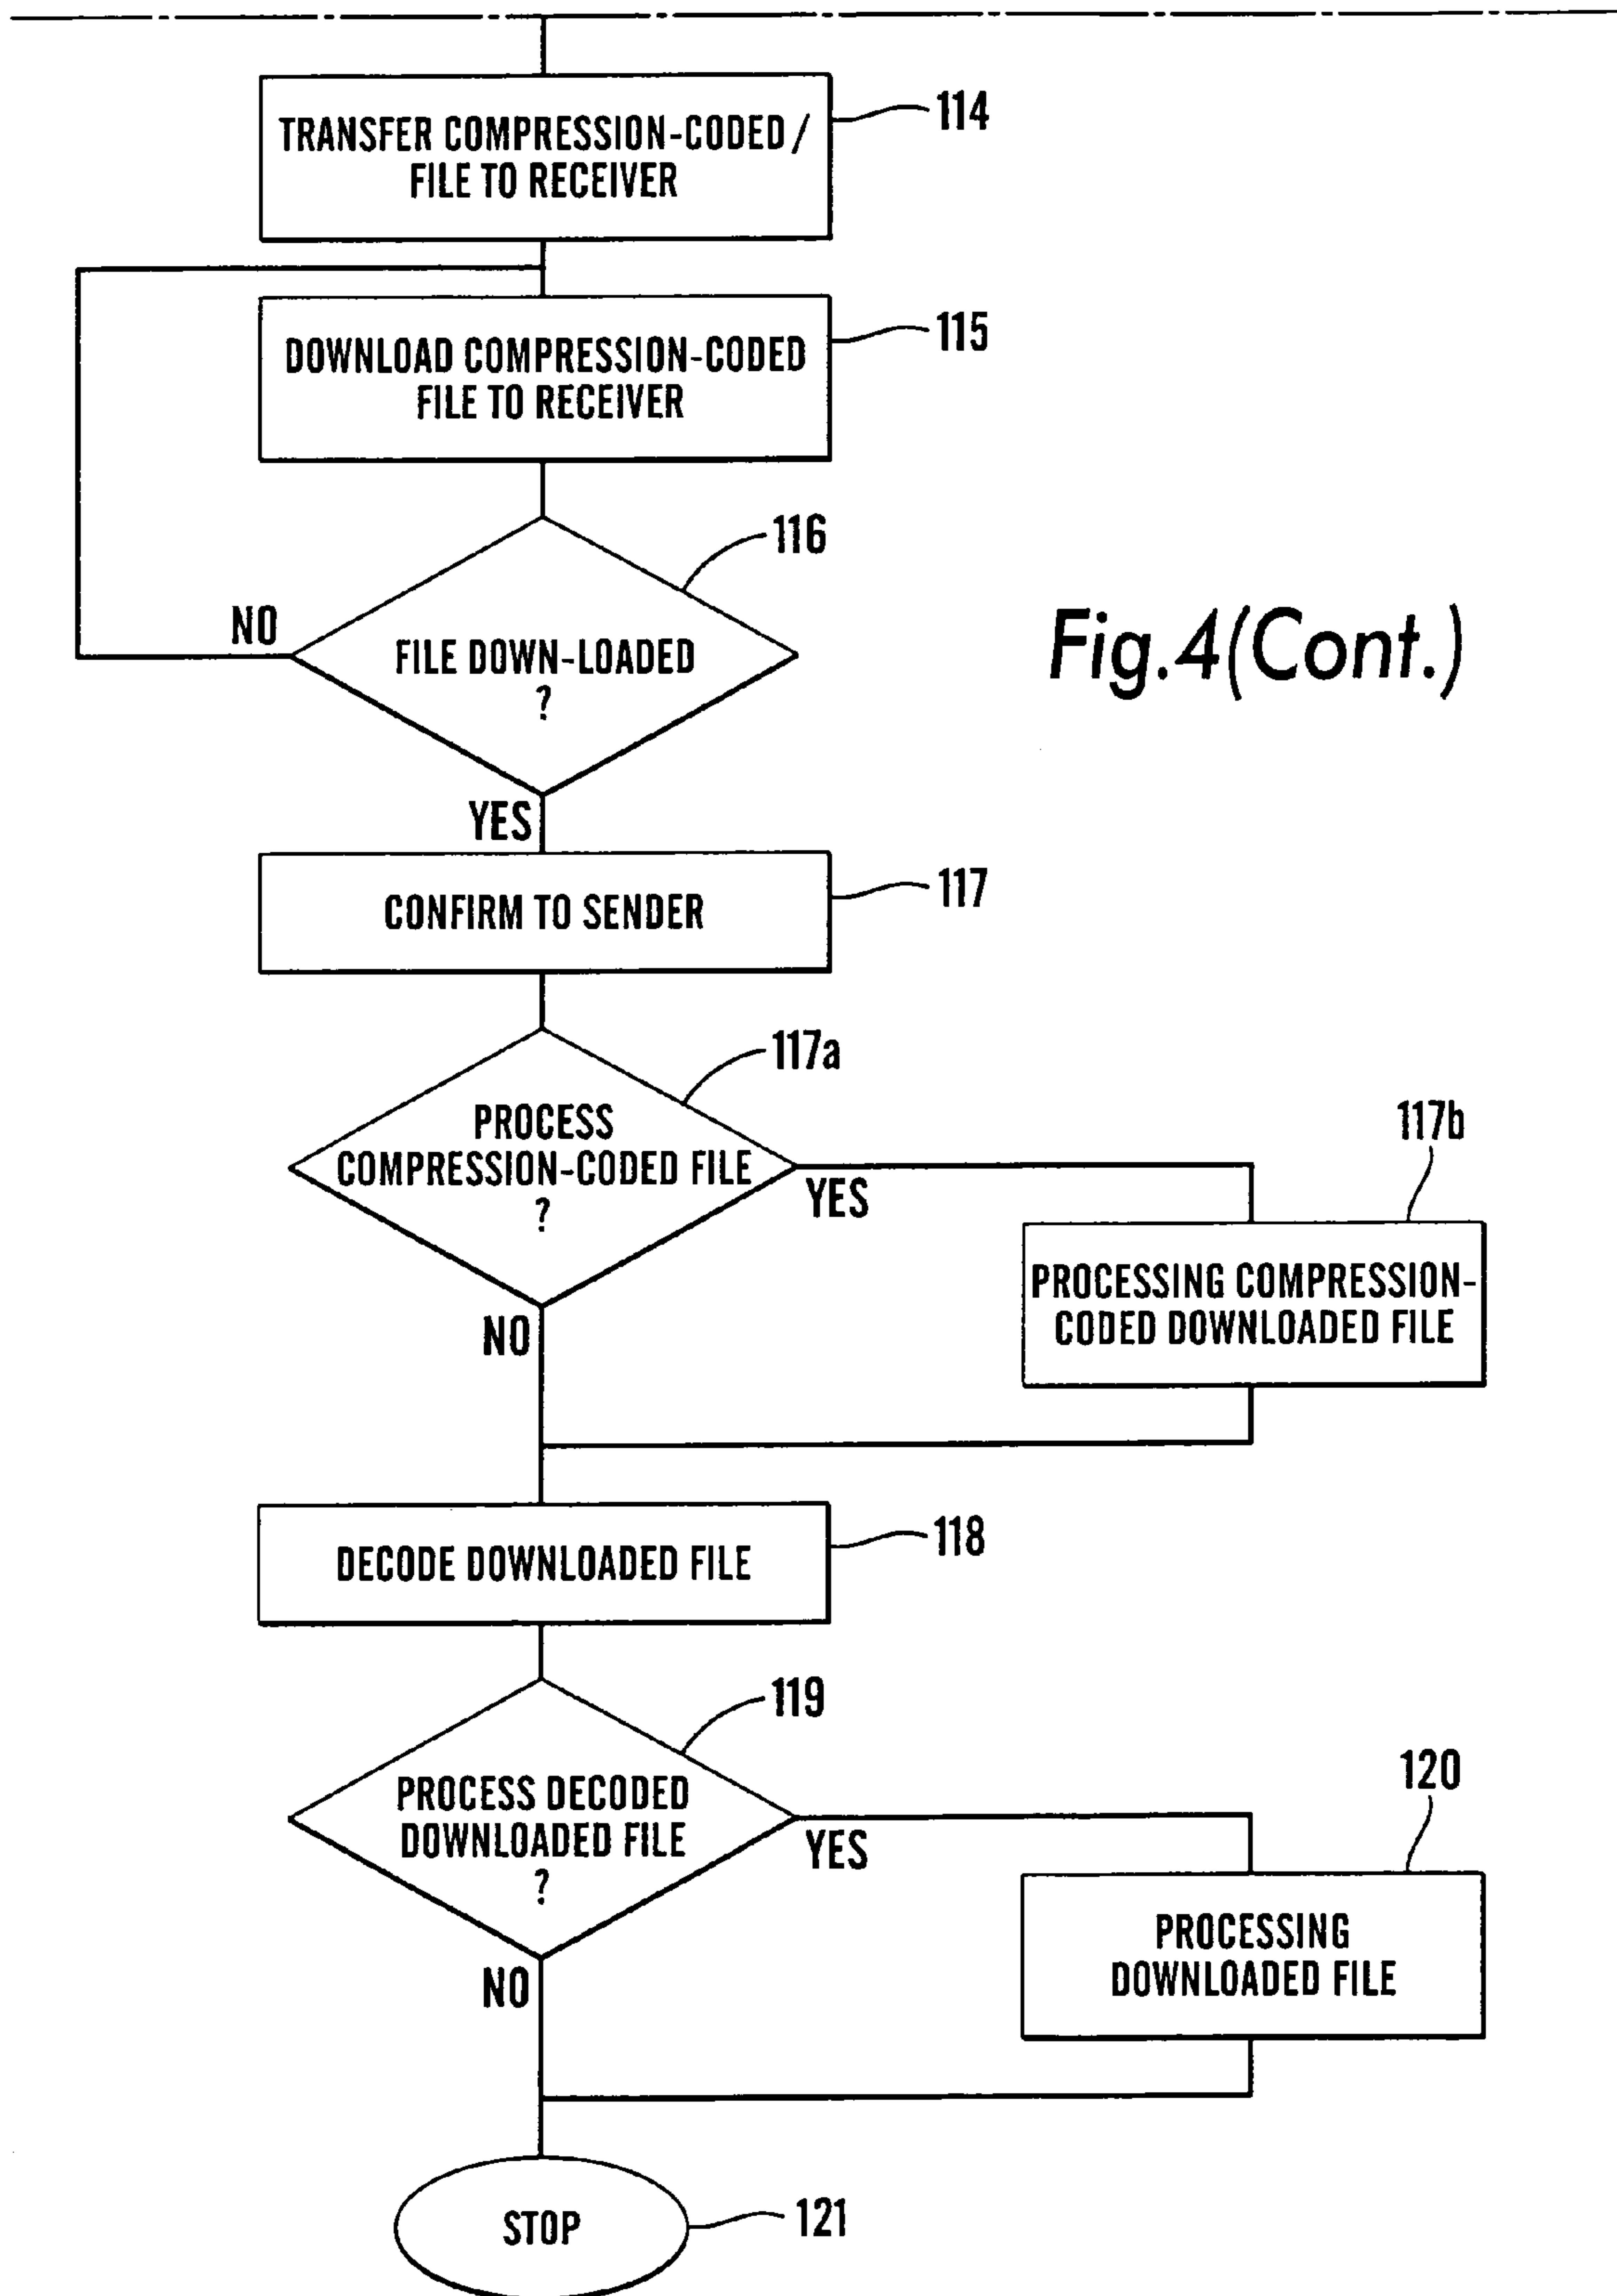 114
TRANSFER COMPRESSION-CODED/
FILE TO RECEIVER
115
DOWNLOAD COMPRESSION-CODED
FILE TO RECEIVER
116
NO
FILE DOWN-LOADED
?
Fig.4(Cont.)
YES
117
CONFIRM TO SENDER
117a
PROCESS
COMPRESSION-CODED FILE
?
YES
117b
PROCESSING COMPRESSION-
CODED DOWNLOADED FILE
NO
118
DECODE DOWNLOADED FILE
119
PROCESS DECODED
DOWNLOADED FILE
?
YES
120
PROCESSING
DOWNLOADED FILE
NO
STOP
121